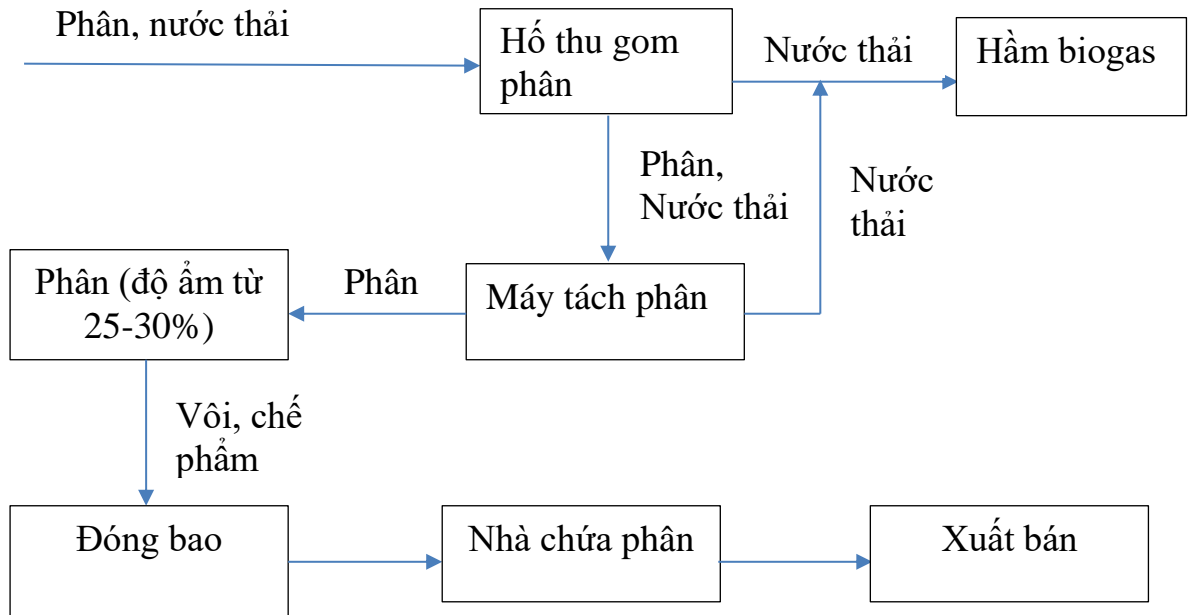 Phân, nước thải
Hố thu gom
phân
Nước thải
Hầm biogas
Phân,
Nước thải
Nước
thải
Phân (độ ẩm từ
25-30%)
Phân
Máy tách phân
Vôi, chế
phẩm
Đóng bao
Nhà chứa phân
Xuất bán